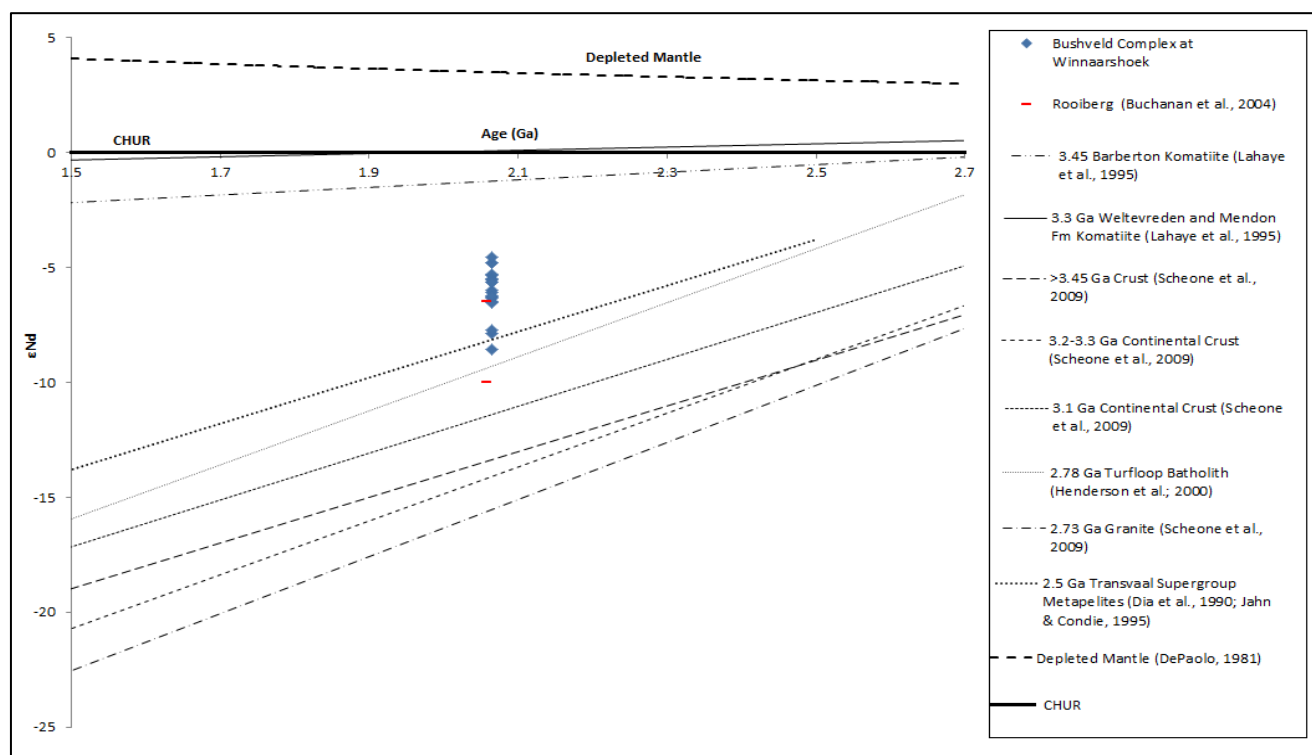 5
Depleted Mantle
CHUR
Age (Ga)
0
1.5
1.7
1.9
2.1
2.3
2.5
2.7
-5
εNd
-10
-15
-20
-25
Bushveld Complex at
Winnaarshoek
Rooiberg (Buchanan et al., 2004)
3.45 Barberton Komatiite (Lahaye
et al., 1995)
3.3 Ga Weltevreden and Mendon
Fm Komatiite (Lahaye et al., 1995)
>3.45 Ga Crust (Scheone et al.,
2009)
3.2-3.3 Ga Continental Crust
(Scheone et al., 2009)
3.1 Ga Continental Crust (Scheone
et al., 2009)
2.78 Ga Turfloop Batholith
(Henderson et al.; 2000)
2.73 Ga Granite (Scheone et al.,
2009)
2.5 Ga Transvaal Supergroup
Metapelites (Dia et al., 1990; Jahn
& Condie, 1995)
Depleted Mantle (DePaolo, 1981)
CHUR